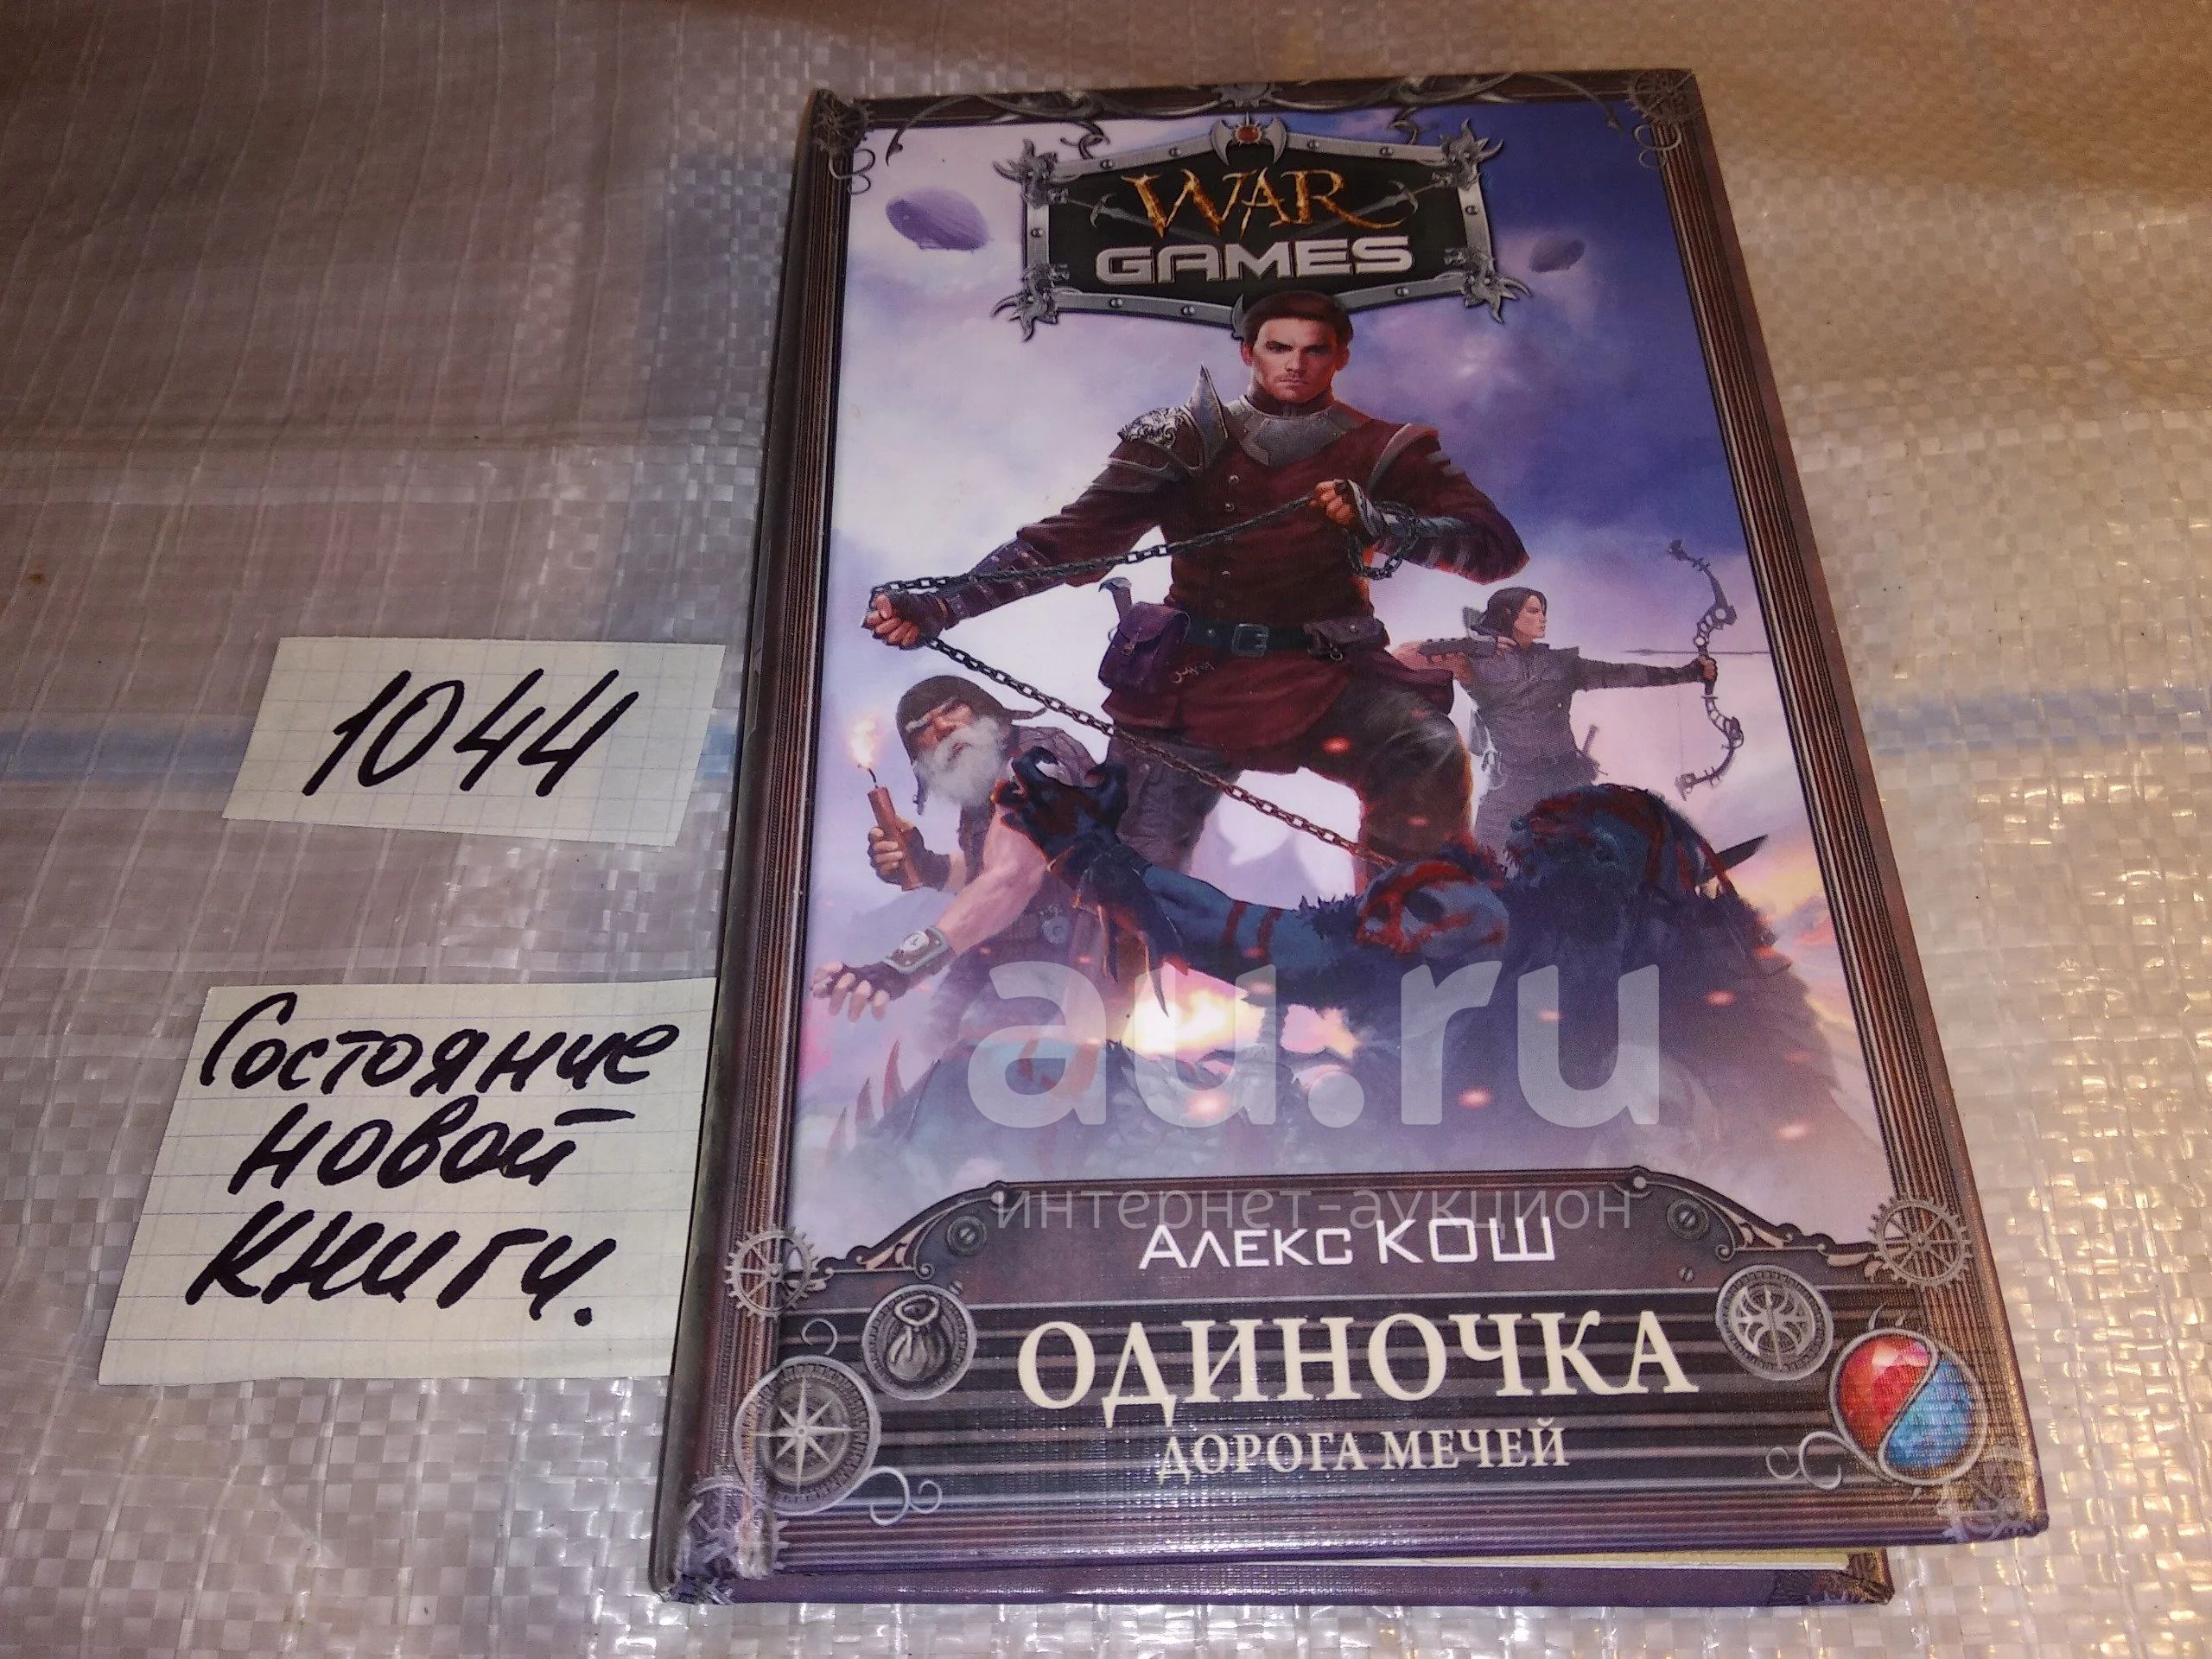 WAR
GAMES
1044
Состояние
новой
книги.
au.ru
интернет-аукцион
Алекс КОШ
ОДИНОЧКА
ДОРОГА МЕЧЕЙ